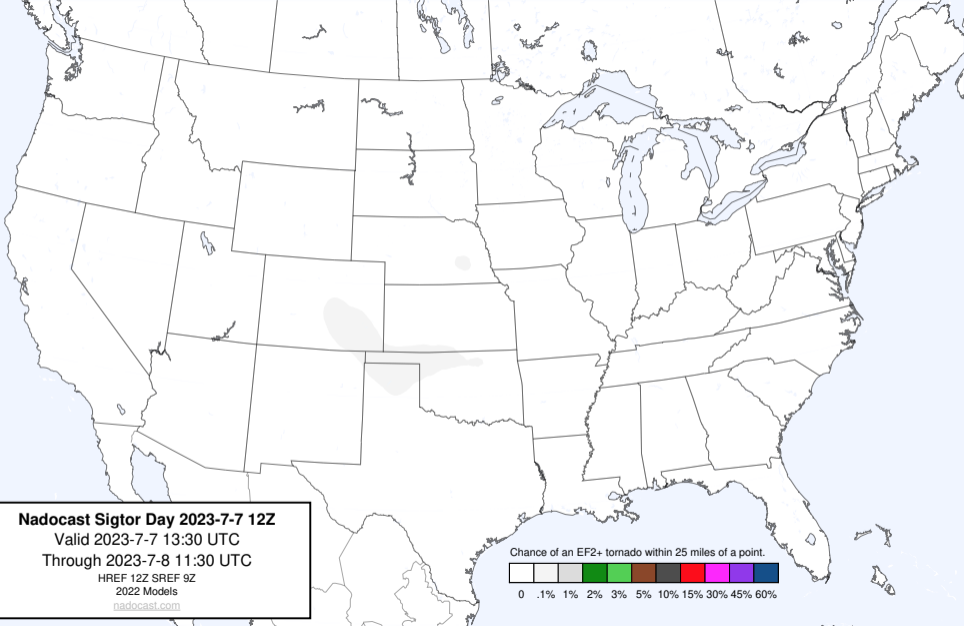 Nadocast Sigtor Day 2023-7-7 12Z
Valid 2023-7-7 13:30 UTC
Through 2023-7-8 11:30 UTC
HREF 12Z SREF 9Z
2022 Models
nadocast.com
Chance of an EF2+ tornado within 25 miles of a point.
0 .1% 1% 2% 3% 5% 10% 15% 30% 45% 60%